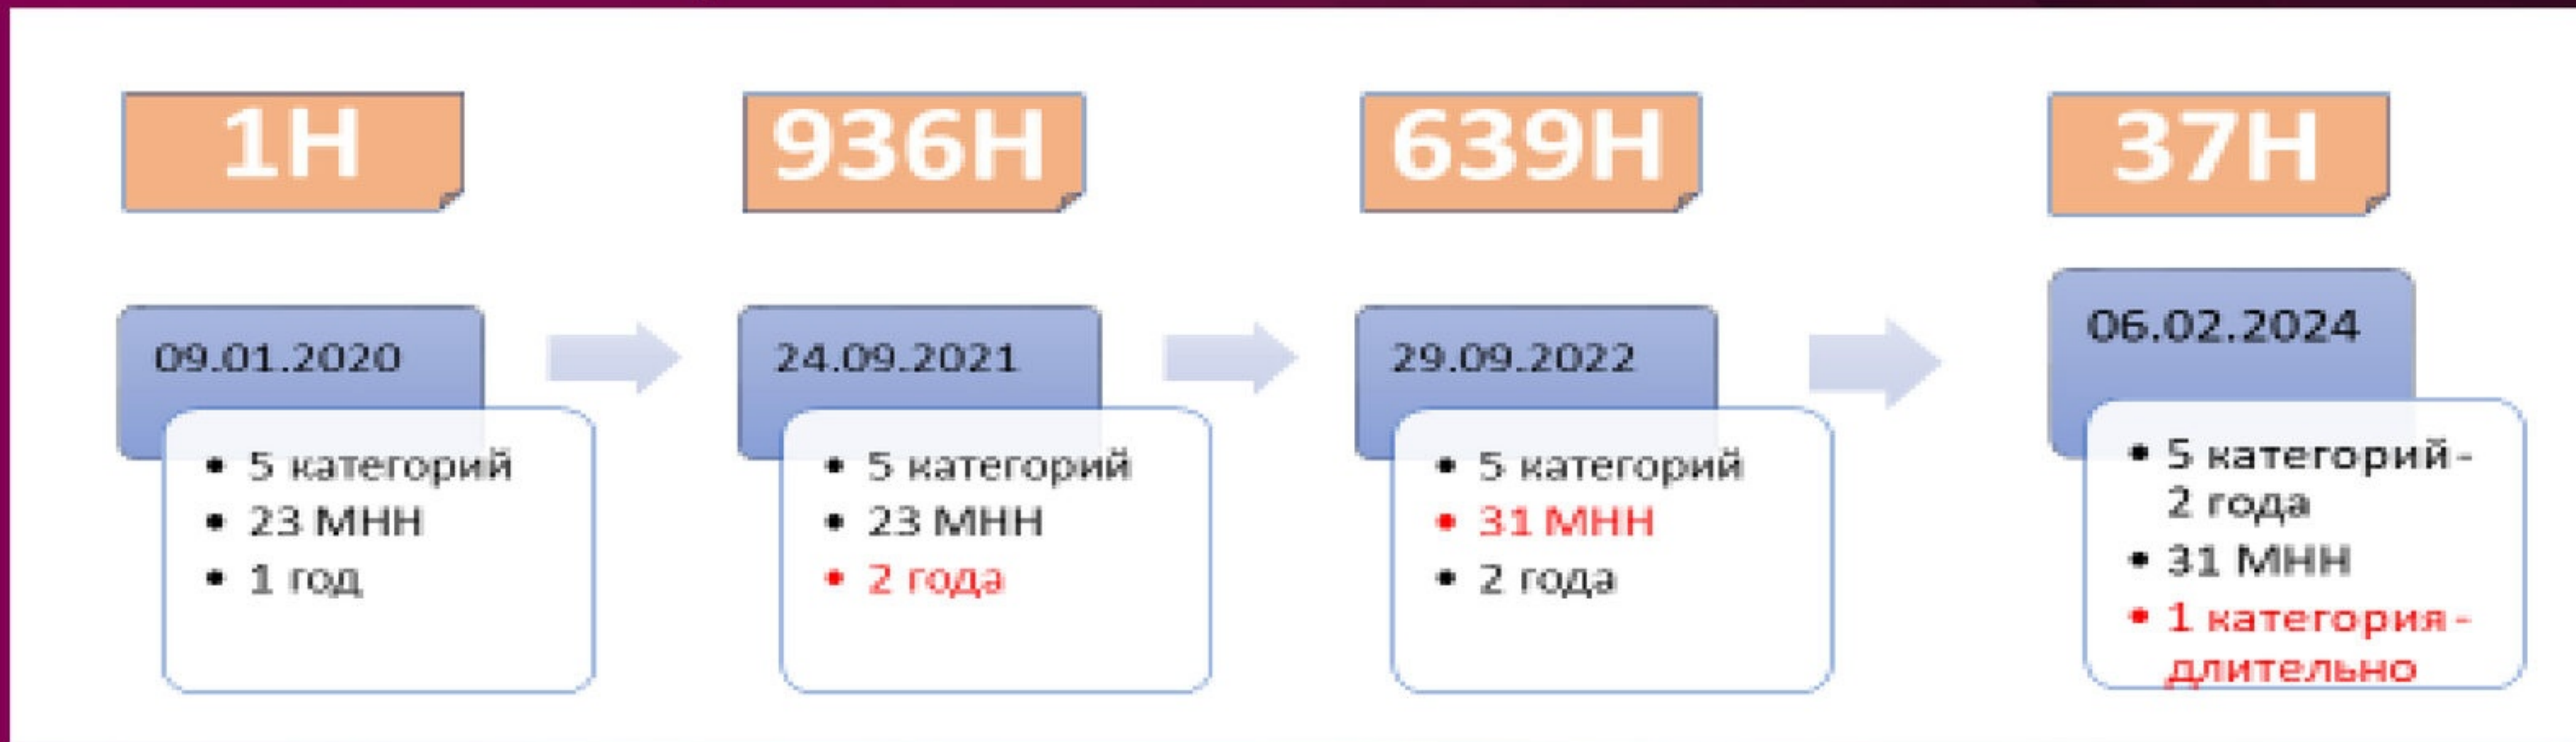 1Н
936Н
639Н
37Н
09.01.2020
• 5 категорий
• 23 МНН
• 1 год
24.09.2021
• 5 категорий
• 23 МНН
• 2 года
29.09.2022
• 5 категорий
• 31 МНН
• 2 года
06.02.2024
• 5 категорий-
2 года
• 31 МНН
• 1 категория-
длительно